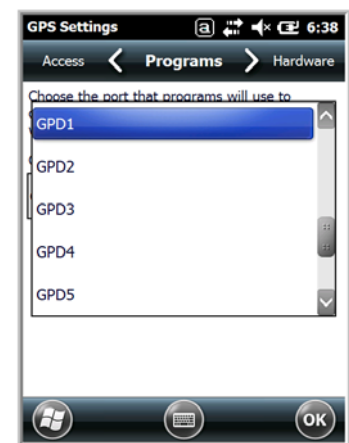 GPS Settings a 6:38
Access Programs Hardware
Choose the port that programs will use to
GPD1
GPD2
GPD3
GPD4
GPD5
OK